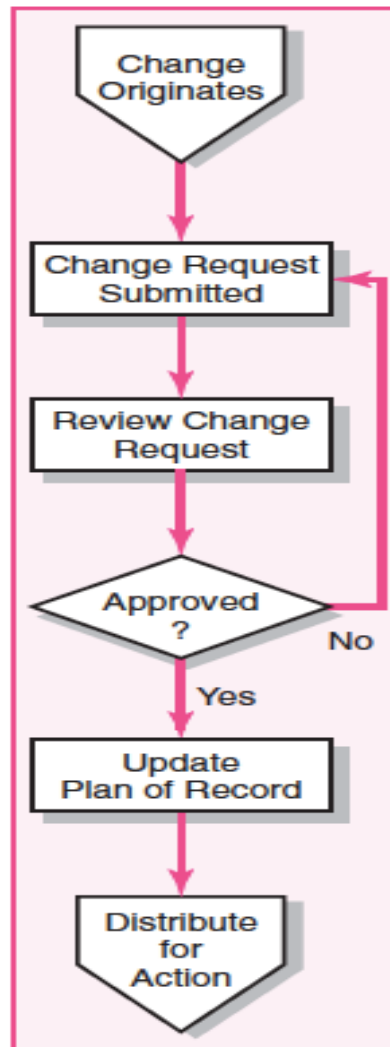 Change
Originates
Change Request
Submitted
Review Change
Request
Approved
?
No
Yes
Update
Plan of Record
Distribute
for
Action